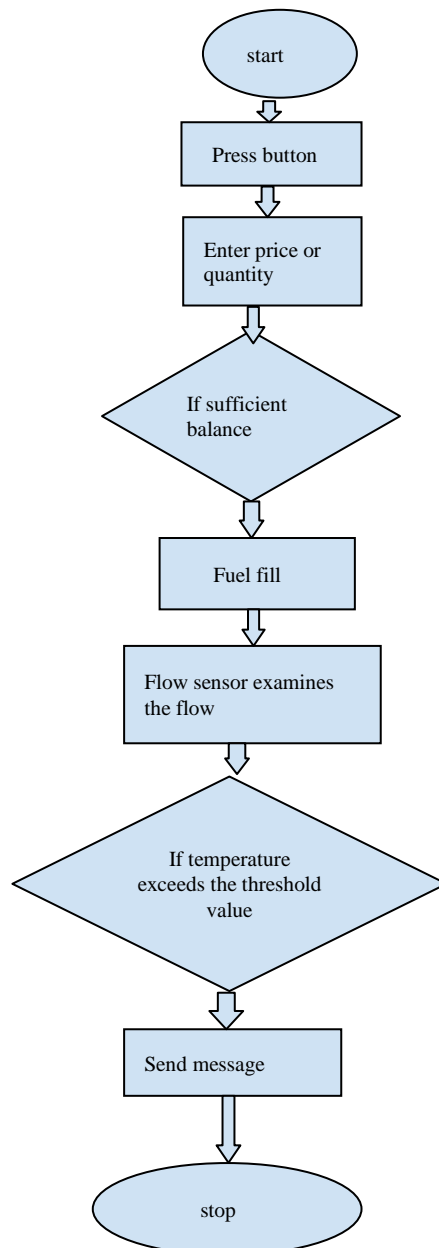 start
Press button
Enter price or
quantity
If sufficient
balance
Fuel fill
Flow sensor examines
the flow
If temperature
exceeds the threshold
value
Send message
stop